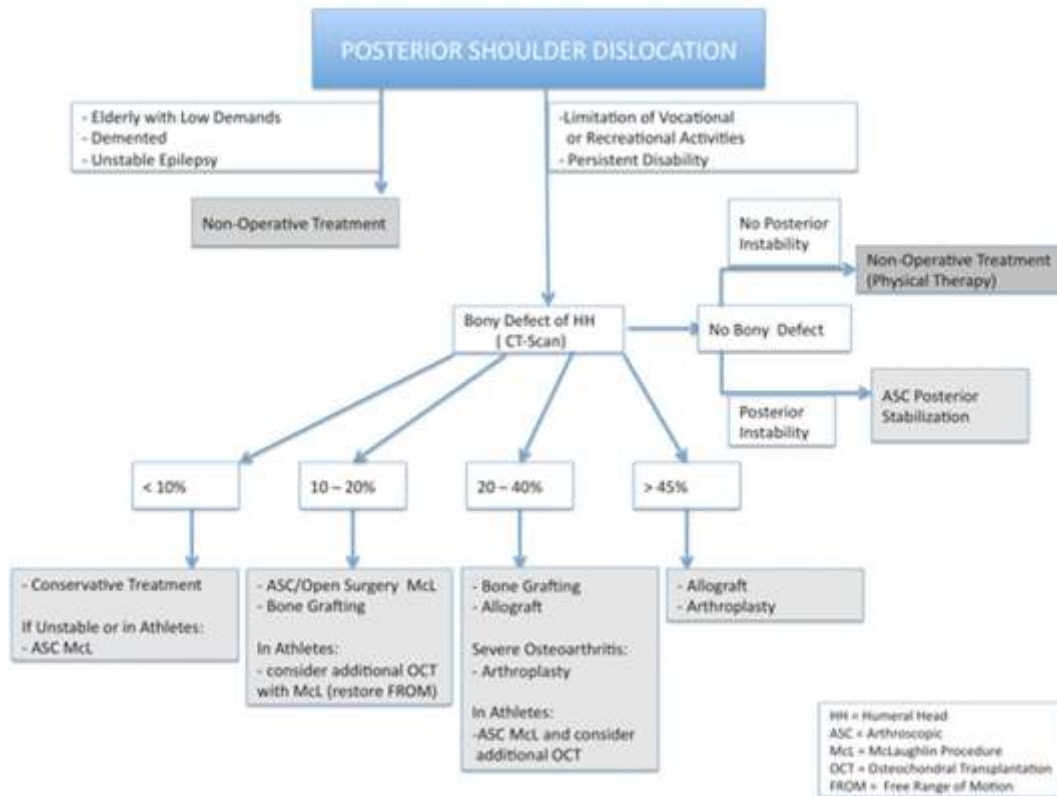 POSTERIOR SHOULDER DISLOCATION
- Elderly with Low Demands
- Demented
- Unstable Epilepsy
-Limitation of Vocational
or Recreational Activities
- Persistent Disability
Non-Operative Treatment
No Posterior
Instability
Non-Operative Treatment
(Physical Therapy)
Bony Defect of HH
( CT-Scan)
No Bony Defect
Posterior
Instability
ASC Posterior
Stabilization
< 10%
10 – 20%
20 – 40%
> 45%
- Conservative Treatment
If Unstable or in Athletes:
- ASC McL
- ASC/Open Surgery McL
- Bone Grafting
In Athletes:
- consider additional OCT
with McL (restore FROM)
- Bone Grafting
- Allograft
Severe Osteoarthritis:
- Arthroplasty
In Athletes:
-ASC McL and consider
additional OCT
- Allograft
- Arthroplasty
HH = Humeral Head
ASC = Arthroscopic
McL = McLaughlin Procedure
OCT = Osteochondral Transplantation
FROM = Free Range of Motion